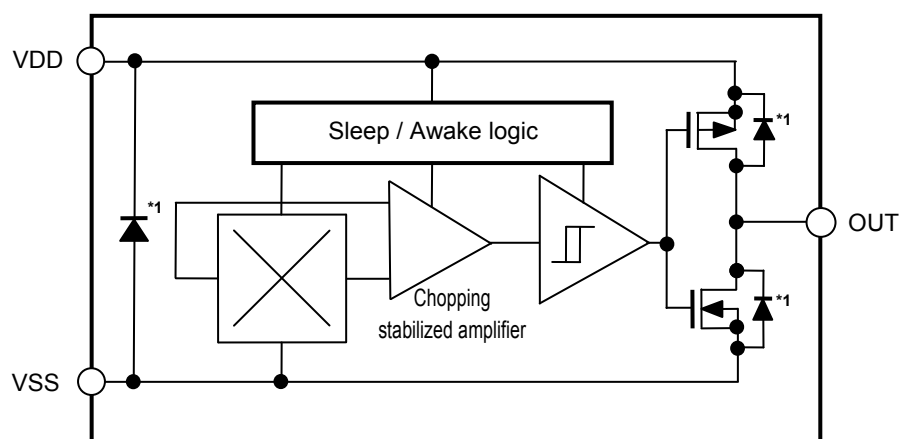 VDD
*1
Sleep / Awake logic
*1
OUT
Chopping
stabilized amplifier
*1
VSS